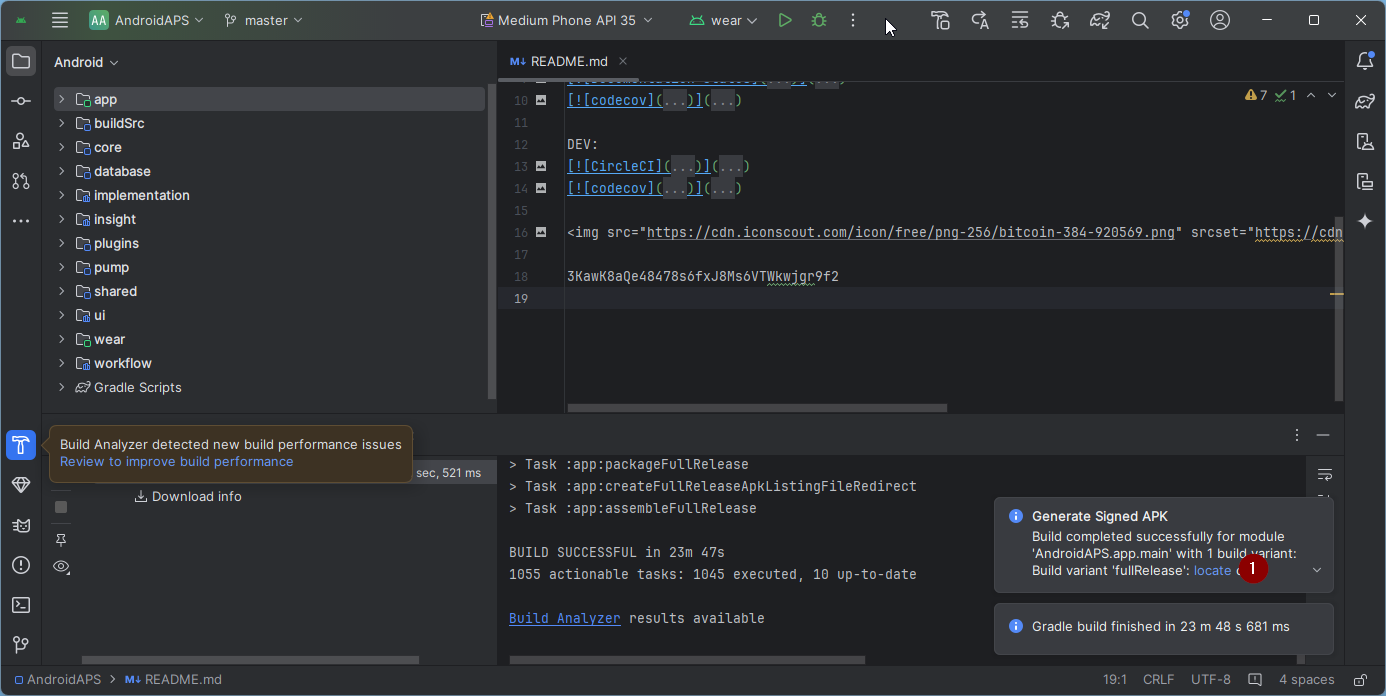 AA AndroidAPS master Medium Phone API 35 wear
Android
app
buildSrc
core
database
implementation
insight
plugins
pump
shared
ui
wear
workflow
Gradle Scripts
M↓ README.md
7 1
10 [![codecov](...)](...)
11
12 DEV:
13 [![CircleCI](...)](...)
14 [![codecov](...)](...)
15
16 <img src="https://cdn.iconscout.com/icon/free/png-256/bitcoin-384-920569.png" srcset="https://cdn
17
18 3KawK8aQe48478s6fxJ8Ms6VTWkwjgr9f2
19
Build Analyzer detected new build performance issues
Review to improve build performance
sec, 521 ms
Download info
> Task :app:packageFullRelease
> Task :app:createFullReleaseApkListingFileRedirect
> Task :app:assembleFullRelease
BUILD SUCCESSFUL in 23m 47s
1055 actionable tasks: 1045 executed, 10 up-to-date
Build Analyzer results available
Generate Signed APK
Build completed successfully for module
'AndroidAPS.app.main' with 1 build variant:
Build variant 'fullRelease': locate
1
Gradle build finished in 23 m 48 s 681 ms
AndroidAPS > M↓ README.md 19:1 CRLF UTF-8 4 spaces